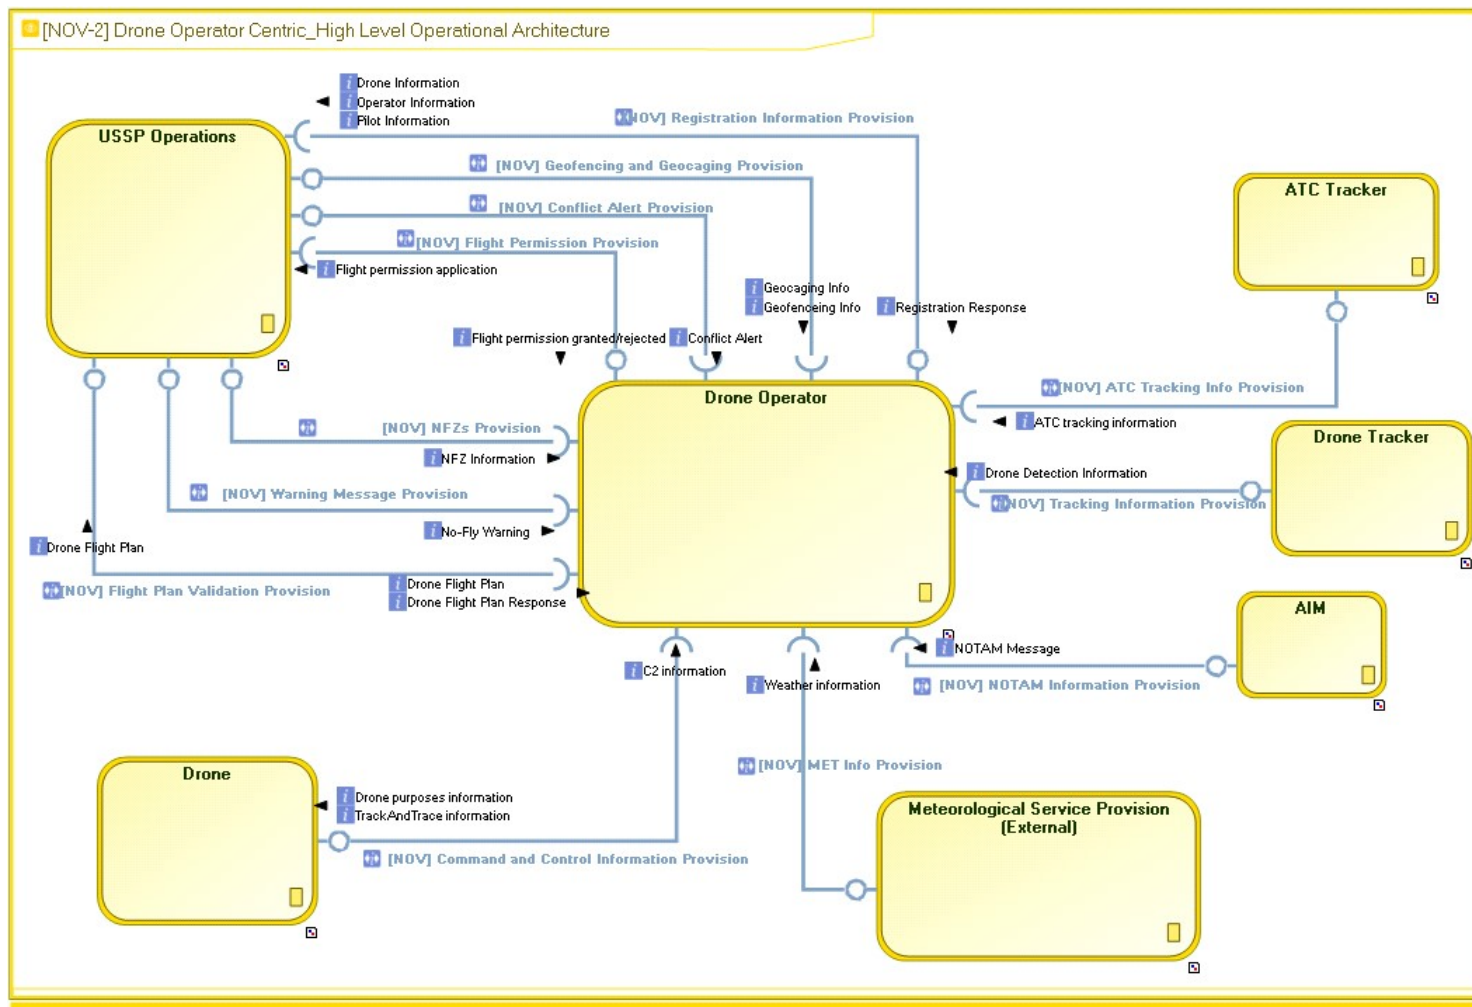 [NOV-2] Drone Operator Centric_High Level Operational Architecture
Drone Information
Operator Information
Pilot Information
[NOV] Registration Information Provision
USSP Operations
[NOV] Geofencing and Geocaging Provision
ATC Tracker
[NOV] Conflict Alert Provision
[NOV] Flight Permission Provision
Flight permission application
Geocaging Info
Geofenceing Info
Registration Response
Flight permission granted/rejected
Conflict Alert
[NOV] ATC Tracking Info Provision
Drone Operator
ATC tracking information
[NOV] NFZs Provision
NFZ Information
Drone Tracker
Drone Detection Information
[NOV] Warning Message Provision
[NOV] Tracking Information Provision
No-Fly Warning
Drone Flight Plan
[NOV] Flight Plan Validation Provision
Drone Flight Plan
Drone Flight Plan Response
AIM
NOTAM Message
C2 information
Weather information
[NOV] NOTAM Information Provision
[NOV] MET Info Provision
Drone
Drone purposes information
TrackAndTrace information
[NOV] Command and Control Information Provision
Meteorological Service Provision
(External)